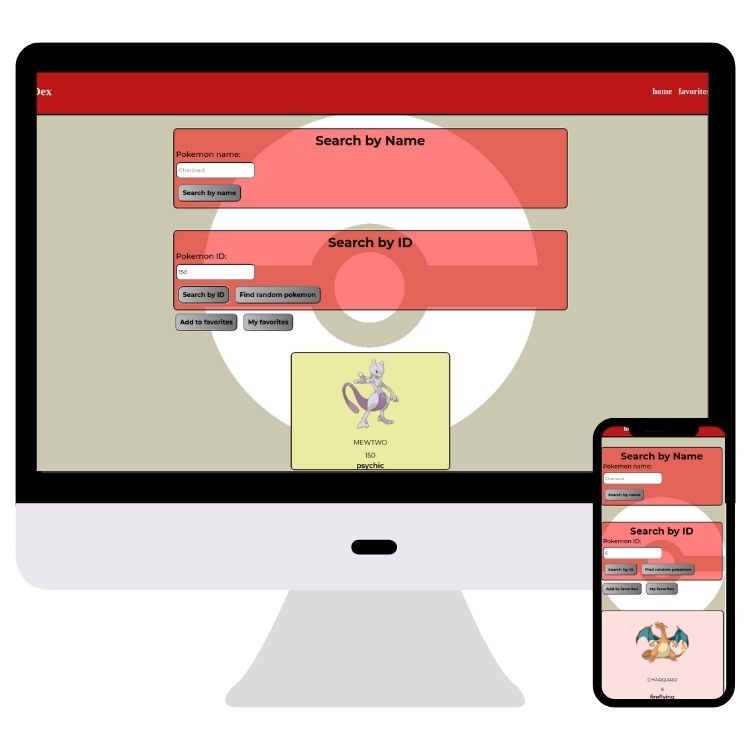 Dex
home favorites
Search by Name
Pokemon name:
Charizard
Search by name
Search by ID
Pokemon ID:
150
Search by ID Find random pokemon
Add to favorites My favorites
MEWTWO
150
psychic
Search by Name
Pokemon name:
Charizard
Search by name
Search by ID
Pokemon ID:
6
Search by ID Find random pokemon
Add to favorites My favorites
CHARIZARD
6
fireflying